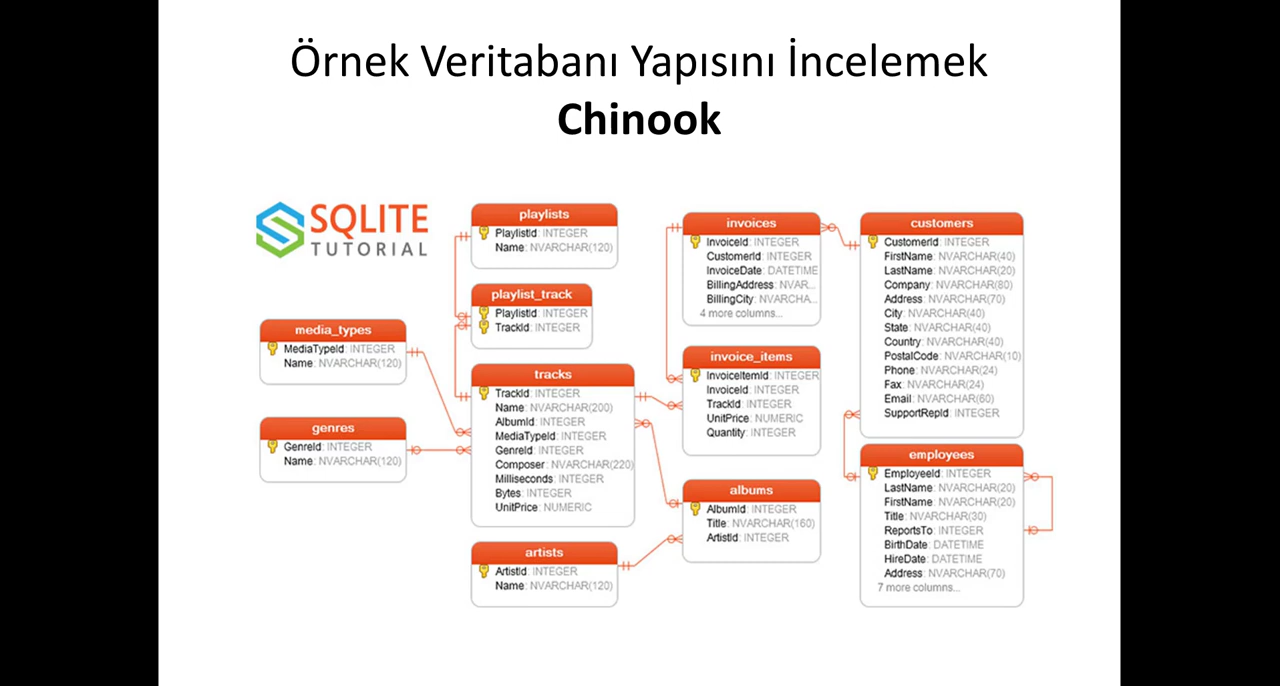 Örnek Veritabanı Yapısını İncelemek
Chinook
SQLITE
TUTORIAL
media_types
MediaTypeId: INTEGER
Name: NVARCHAR(120)
genres
GenreId: INTEGER
Name: NVARCHAR(120)
playlists
PlaylistId: INTEGER
Name: NVARCHAR(120)
playlist_track
PlaylistId: INTEGER
TrackId: INTEGER
tracks
TrackId: INTEGER
Name: NVARCHAR(200)
AlbumId: INTEGER
MediaTypeId: INTEGER
GenreId: INTEGER
Composer: NVARCHAR(220)
Milliseconds: INTEGER
Bytes: INTEGER
UnitPrice: NUMERIC
artists
ArtistId: INTEGER
Name: NVARCHAR(120)
invoices
InvoiceId: INTEGER
CustomerId: INTEGER
InvoiceDate: DATETIME
BillingAddress: NVAR...
BillingCity: NVARCHA...
4 more columns...
invoice_items
InvoiceItemId: INTEGER
InvoiceId: INTEGER
TrackId: INTEGER
UnitPrice: NUMERIC
Quantity: INTEGER
albums
AlbumId: INTEGER
Title: NVARCHAR(160)
ArtistId: INTEGER
customers
CustomerId: INTEGER
FirstName: NVARCHAR(40)
LastName: NVARCHAR(20)
Company: NVARCHAR(80)
Address: NVARCHAR(70)
City: NVARCHAR(40)
State: NVARCHAR(40)
Country: NVARCHAR(40)
PostalCode: NVARCHAR(10)
Phone: NVARCHAR(24)
Fax: NVARCHAR(24)
Email: NVARCHAR(60)
SupportRepId: INTEGER
employees
EmployeeId: INTEGER
LastName: NVARCHAR(20)
FirstName: NVARCHAR(20)
Title: NVARCHAR(30)
ReportsTo: INTEGER
BirthDate: DATETIME
HireDate: DATETIME
Address: NVARCHAR(70)
7 more columns...